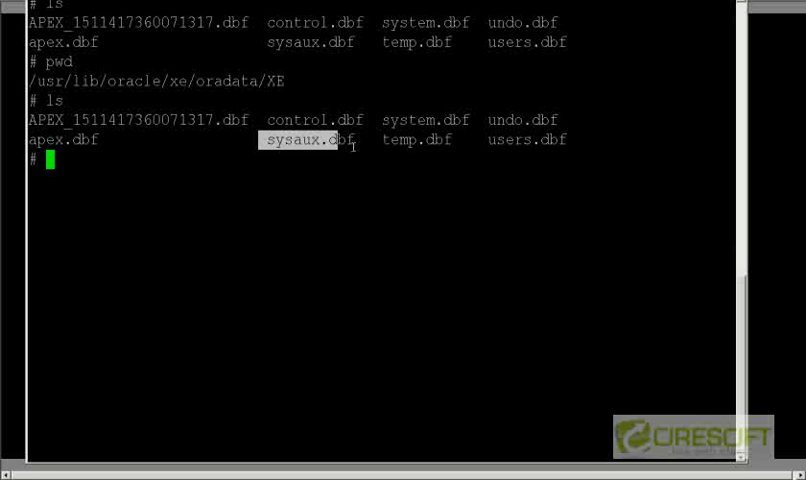 # ls
APEX_1511417360071317.dbf control.dbf system.dbf undo.dbf
apex.dbf sysaux.dbf temp.dbf users.dbf
# pwd
/usr/lib/oracle/xe/oradata/XE
# ls
APEX_1511417360071317.dbf control.dbf system.dbf undo.dbf
apex.dbf sysaux.dbf temp.dbf users.dbf
#
CIRESOFT